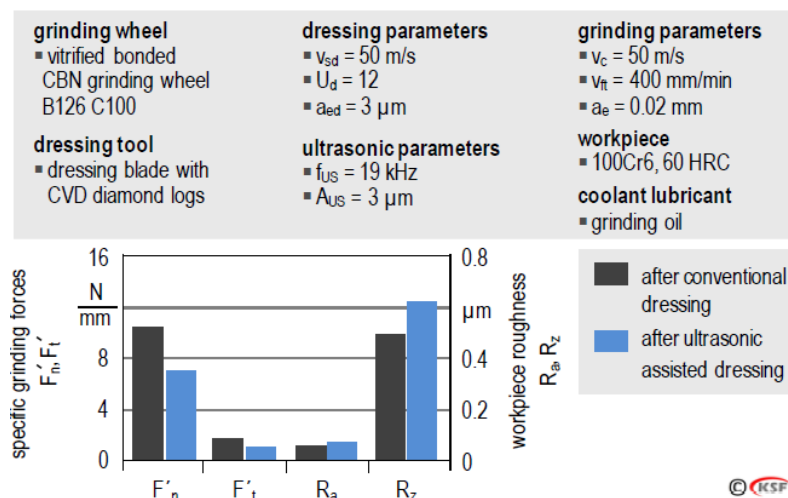 grinding wheel
▪ vitrified bonded
CBN grinding wheel
B126 C100
dressing tool
▪ dressing blade with
CVD diamond logs
dressing parameters
▪ vsd = 50 m/s
▪ Ud = 12
▪ aed = 3 µm
ultrasonic parameters
▪ fUS = 19 kHz
▪ AUS = 3 µm
grinding parameters
▪ vc = 50 m/s
▪ vft = 400 mm/min
▪ ae = 0.02 mm
workpiece
▪ 100Cr6, 60 HRC
coolant lubricant
▪ grinding oil
specific grinding forces
F'n, F't
16
N
mm
8
4
0
0.8
µm
0.4
0.2
0
workpiece roughness
Ra, Rz
F'n
F't
Ra
Rz
after conventional
dressing
after ultrasonic
assisted dressing
© KSF